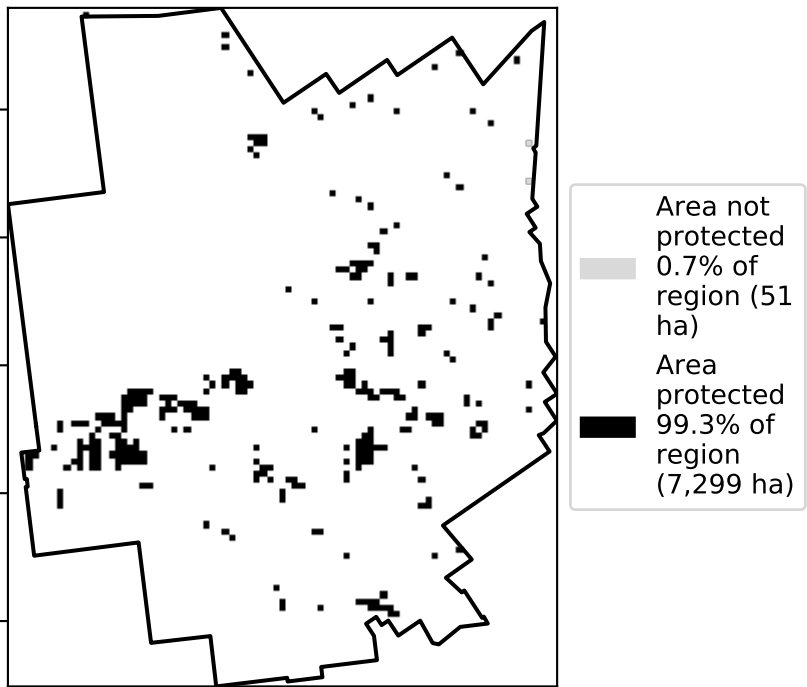 Area not
protected
0.7% of
region (51
ha)
Area
protected
99.3% of
region
(7,299 ha)